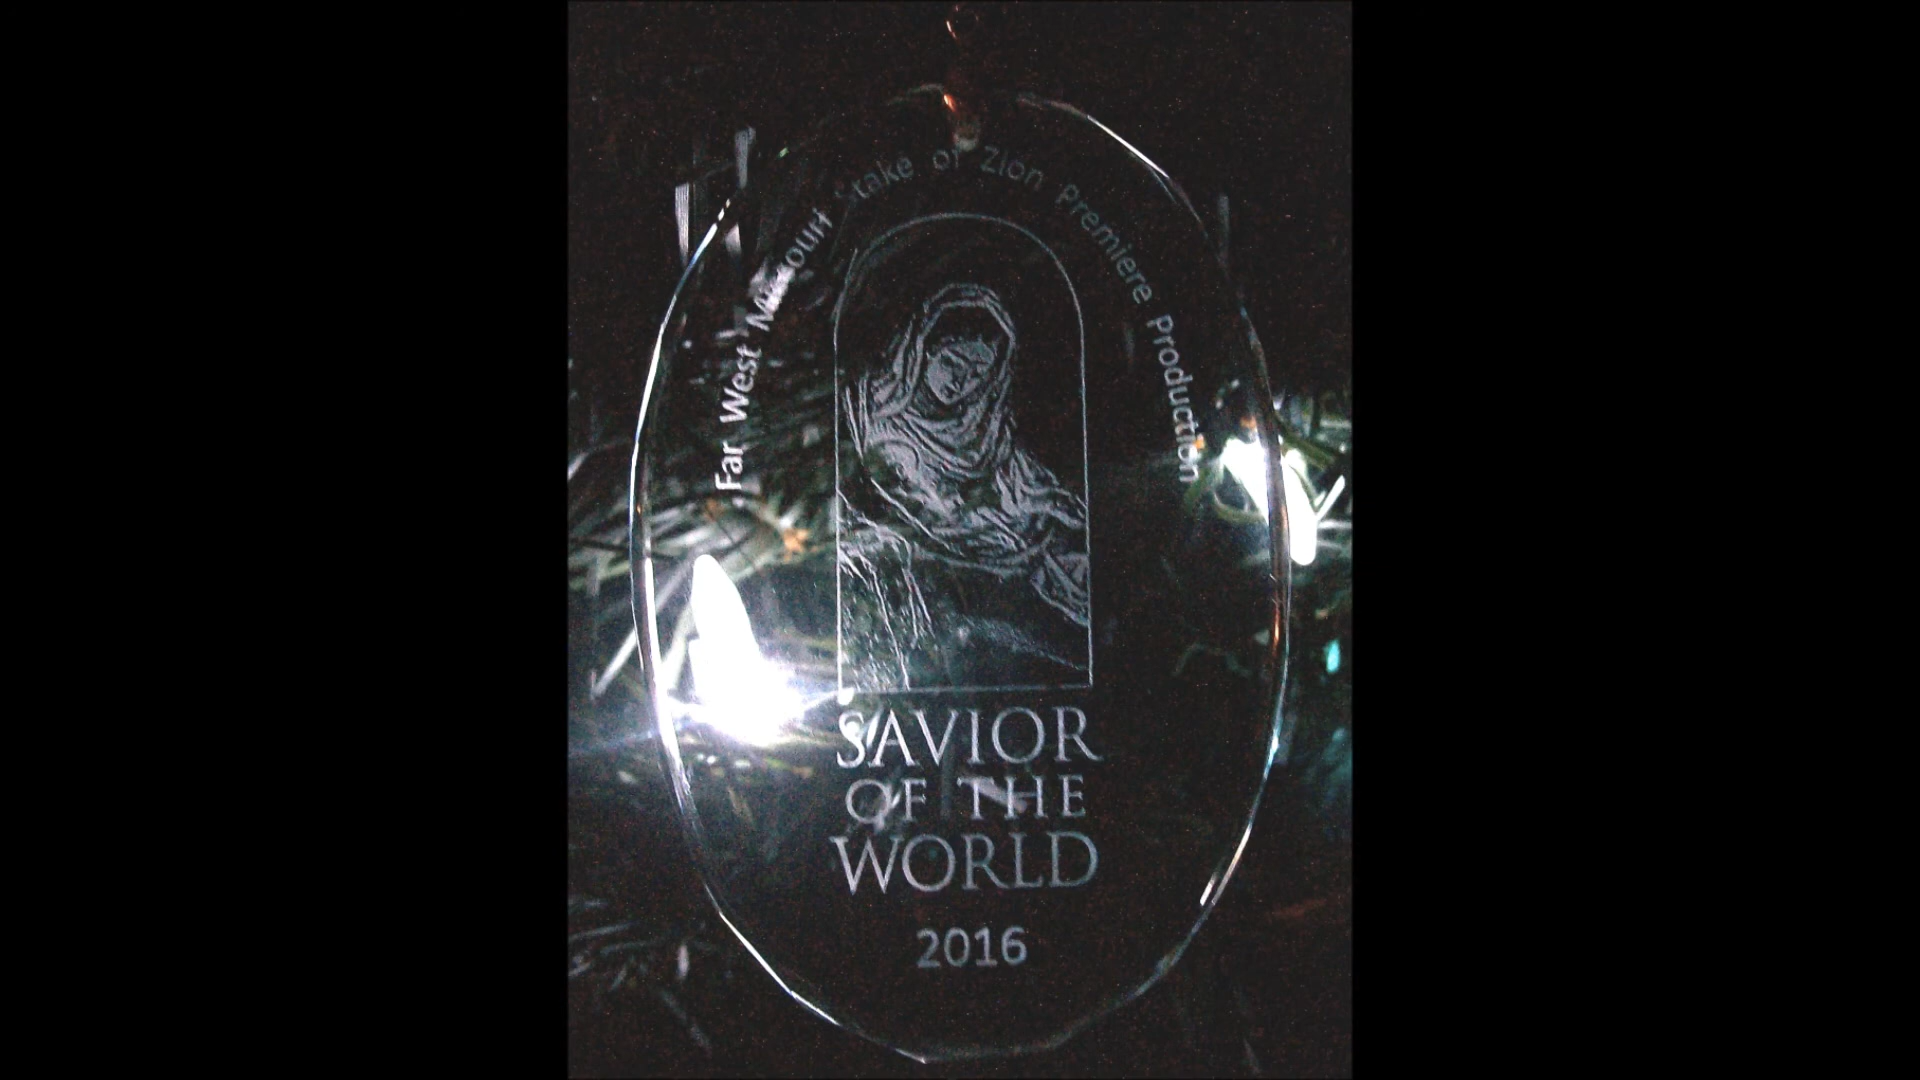 Far West Missouri Stake of Zion Premiere Production
SAVIOR
OF THE
WORLD
2016